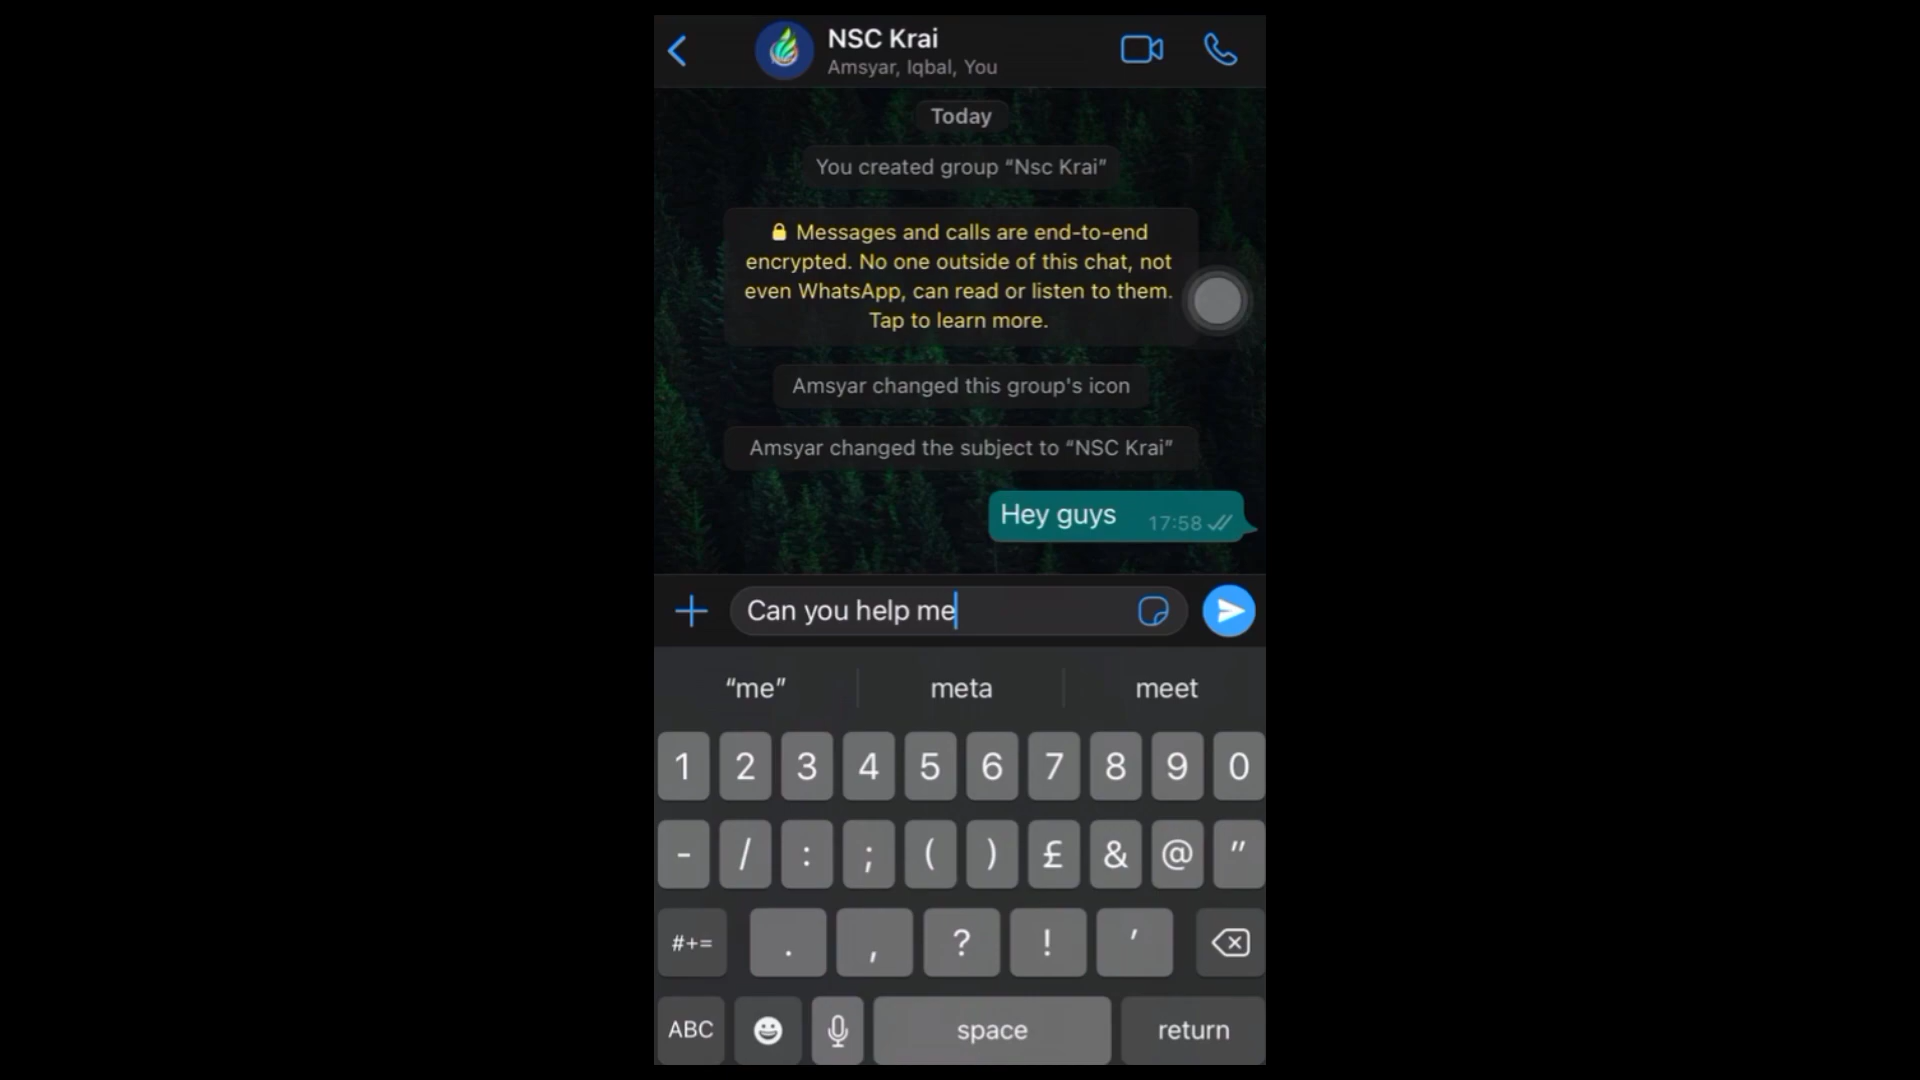 NSC Krai
Amsyar, Iqbal, You
Today
You created group “Nsc Krai”
Messages and calls are end-to-end
encrypted. No one outside of this chat, not
even WhatsApp, can read or listen to them.
Tap to learn more.
Amsyar changed this group's icon
Amsyar changed the subject to “NSC Krai”
Hey guys 17:58
Can you help me
“me” meta meet
1 2 3 4 5 6 7 8 9 0
- / : ; ( ) £ & @ "
#+= . , ? ! '
ABC space return